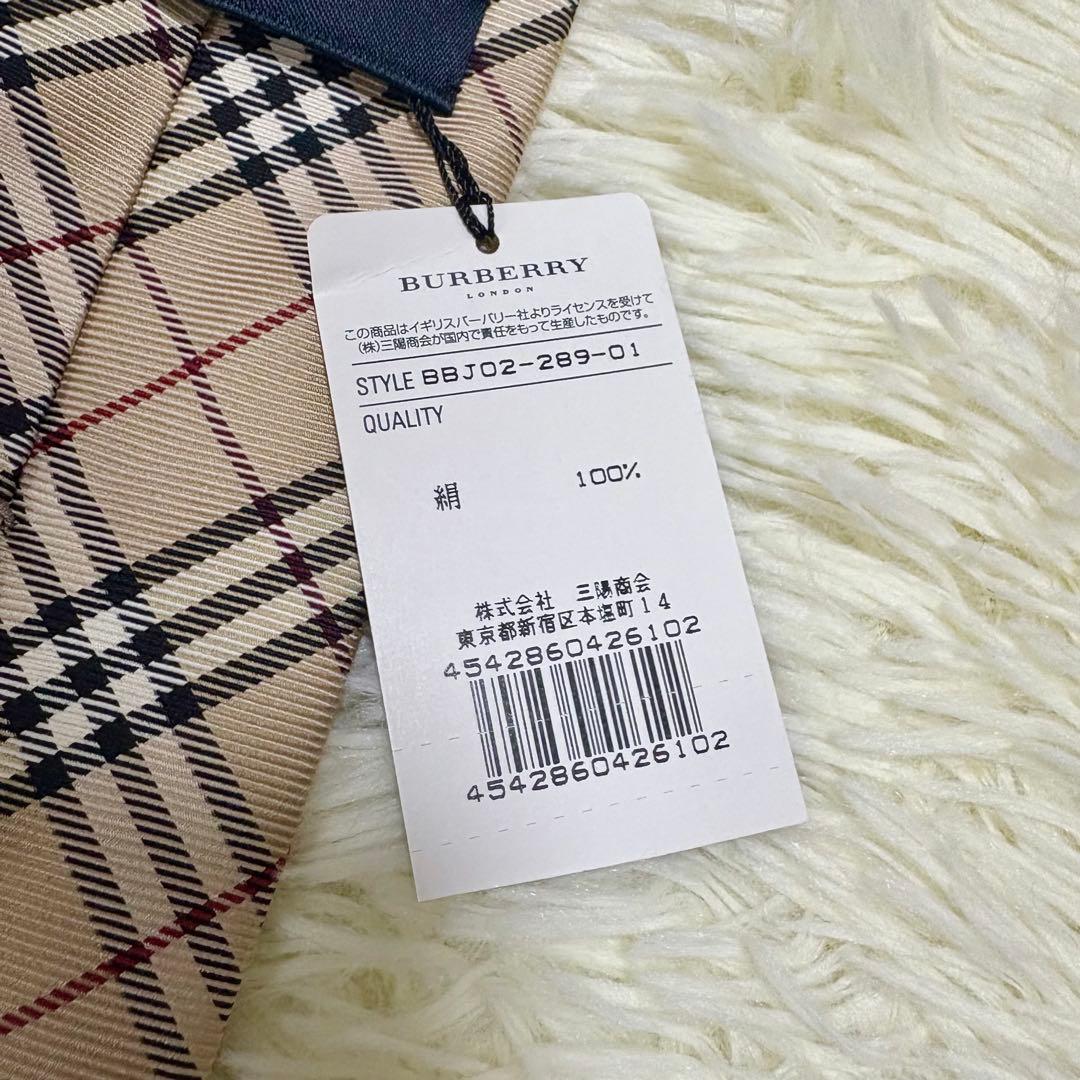 BURBERRY
LONDON
この商品はイギリスバーバリー社よりライセンスを受けて
(株)三陽商会が国内で責任をもって生産したものです。
STYLE BBJ02-289-01
QUALITY
絹 100%
株式会社 三陽商会
東京都新宿区本塩町14
4542860426102
4542860426102